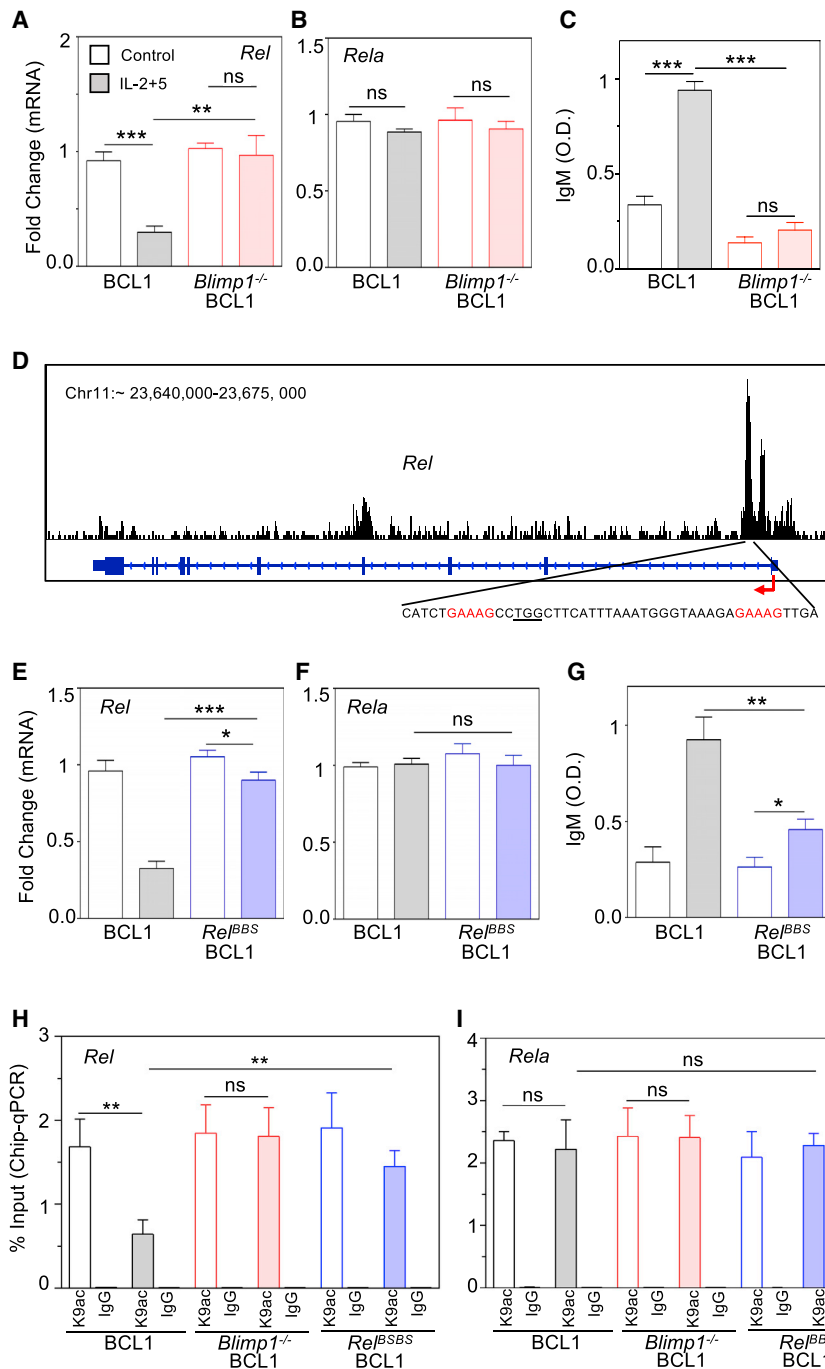 A
2
Control
Rel
IL-2+5
ns
**
***
1
0.0
Fold Change (mRNA)
BCL1
Blimp1-/-
BCL1
B
1.5
Rela
ns
ns
1
0.5
0.0
BCL1
Blimp1-/-
BCL1
C
***
***
1
0.5
ns
0.0
IgM (O.D.)
BCL1
Blimp1-/-
BCL1
D
Chr11:~ 23,640,000-23,675, 000
Rel
CATCTGAAAGCCTGGCTTCATTTAAATGGGTAAAGAGAAAGTTGA
E
1.5
Rel
***
*
1
0.5
0.0
Fold Change (mRNA)
BCL1
RelBBS
BCL1
F
1.5
Rela
ns
1
0.5
0.0
BCL1
RelBBS
BCL1
G
**
1
*
0.5
0.0
IgM (O.D.)
BCL1
RelBBS
BCL1
H
3
Rel
**
ns
**
2
1
0
% Input (Chip-qPCR)
K9ac IgG K9ac IgG K9ac IgG K9ac IgG K9ac IgG K9ac IgG
BCL1
Blimp1-/-
BCL1
RelBSBS
BCL1
I
4
Rela
ns
ns
ns
3
2
1
0
K9ac IgG K9ac IgG K9ac IgG K9ac IgG K9ac IgG K9ac
BCL1
Blimp1-/-
BCL1
RelBB
BCL1